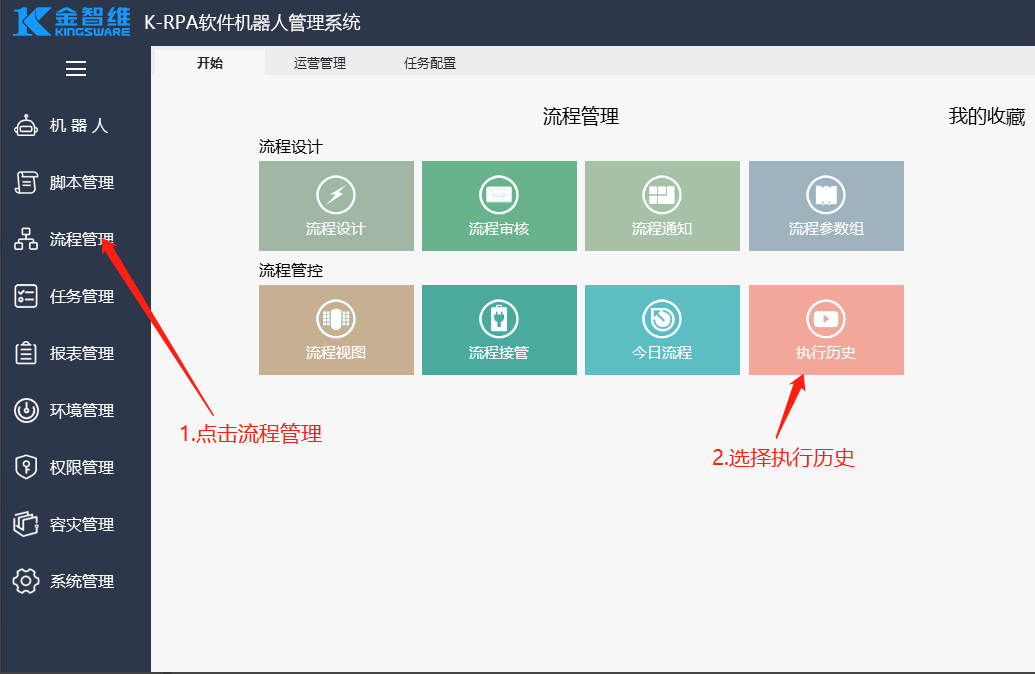 金智维
KINGSWARE
K-RPA软件机器人管理系统
开始
运营管理
任务配置
机 器 人
脚本管理
流程管理
任务管理
报表管理
环境管理
权限管理
容灾管理
系统管理
流程管理
我的收藏
流程设计
流程设计
流程审核
流程通知
流程参数组
流程管控
流程视图
流程接管
今日流程
执行历史
1.点击流程管理
2.选择执行历史